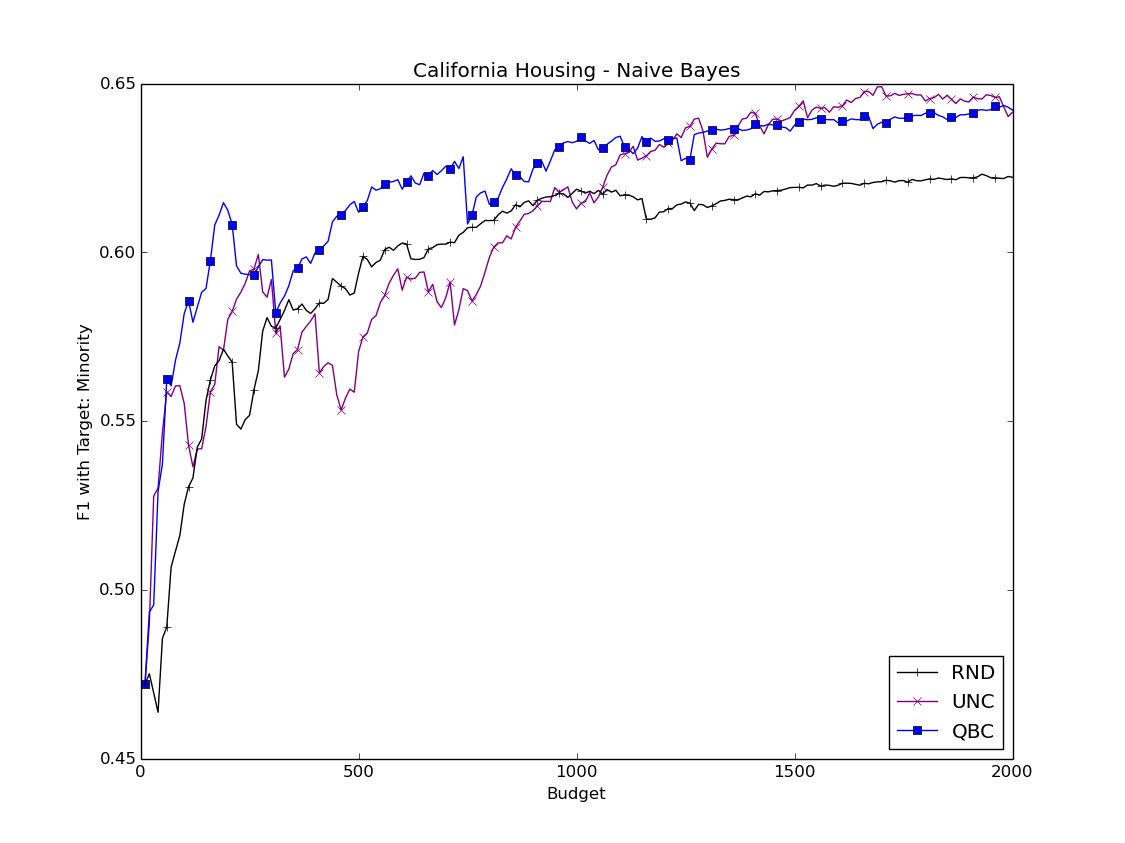 California Housing - Naive Bayes
0.65
0.60
0.55
0.50
0.45
F1 with Target: Minority
RND
UNC
QBC
0
500
1000
1500
2000
Budget